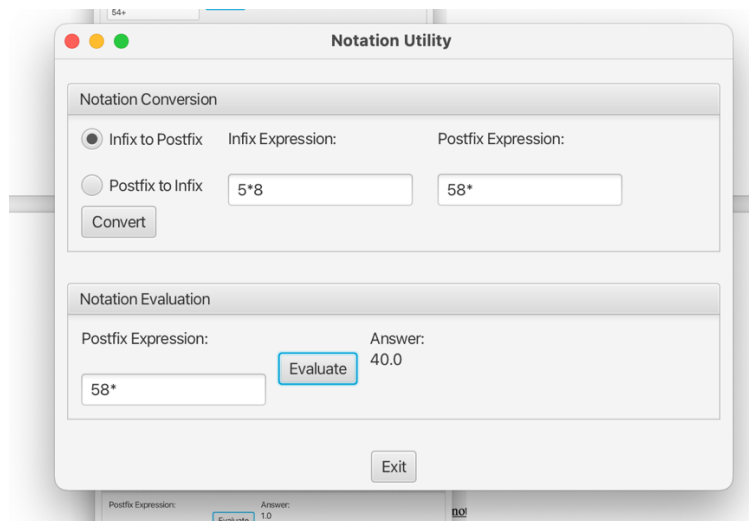 54+
Notation Utility
Notation Conversion
Infix to Postfix
Infix Expression:
Postfix Expression:
Postfix to Infix
5*8
58*
Convert
Notation Evaluation
Postfix Expression:
Answer:
Evaluate
40.0
58*
Exit
Postfix Expression:
Answer:
Evaluate
1.0